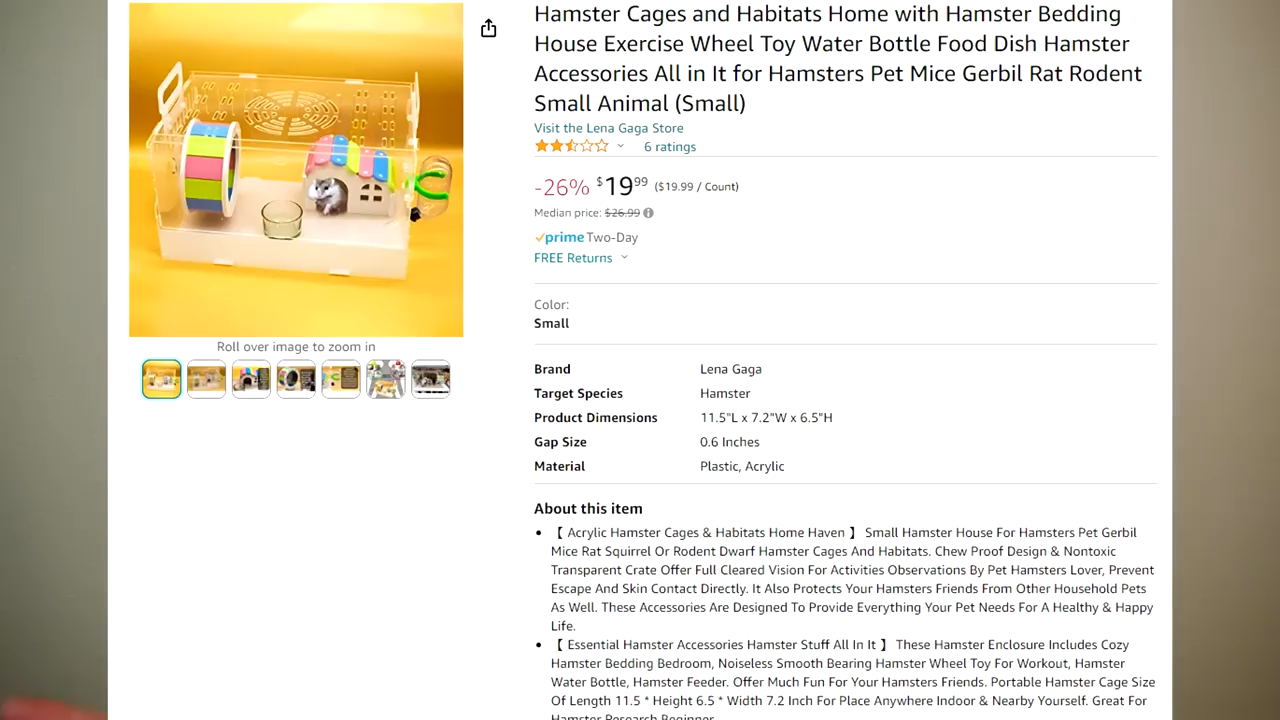 Hamster Cages and Habitats Home with Hamster Bedding
House Exercise Wheel Toy Water Bottle Food Dish Hamster
Accessories All in It for Hamsters Pet Mice Gerbil Rat Rodent
Small Animal (Small)
Visit the Lena Gaga Store
6 ratings
-26% $19.99 ($19.99 / Count)
Median price: $26.99
prime Two-Day
FREE Returns
Roll over image to zoom in
Color:
Small
Brand Lena Gaga
Target Species Hamster
Product Dimensions 11.5"L x 7.2"W x 6.5"H
Gap Size 0.6 Inches
Material Plastic, Acrylic
About this item
• 【 Acrylic Hamster Cages & Habitats Home Haven 】 Small Hamster House For Hamsters Pet Gerbil
Mice Rat Squirrel Or Rodent Dwarf Hamster Cages And Habitats. Chew Proof Design & Nontoxic
Transparent Crate Offer Full Cleared Vision For Activities Observations By Pet Hamsters Lover, Prevent
Escape And Skin Contact Directly. It Also Protects Your Hamsters Friends From Other Household Pets
As Well. These Accessories Are Designed To Provide Everything Your Pet Needs For A Healthy & Happy
Life.
• 【 Essential Hamster Accessories Hamster Stuff All In It 】 These Hamster Enclosure Includes Cozy
Hamster Bedding Bedroom, Noiseless Smooth Bearing Hamster Wheel Toy For Workout, Hamster
Water Bottle, Hamster Feeder. Offer Much Fun For Your Hamsters Friends. Portable Hamster Cage Size
Of Length 11.5 * Height 6.5 * Width 7.2 Inch For Place Anywhere Indoor & Nearby Yourself. Great For
Hamster Research Beginner.